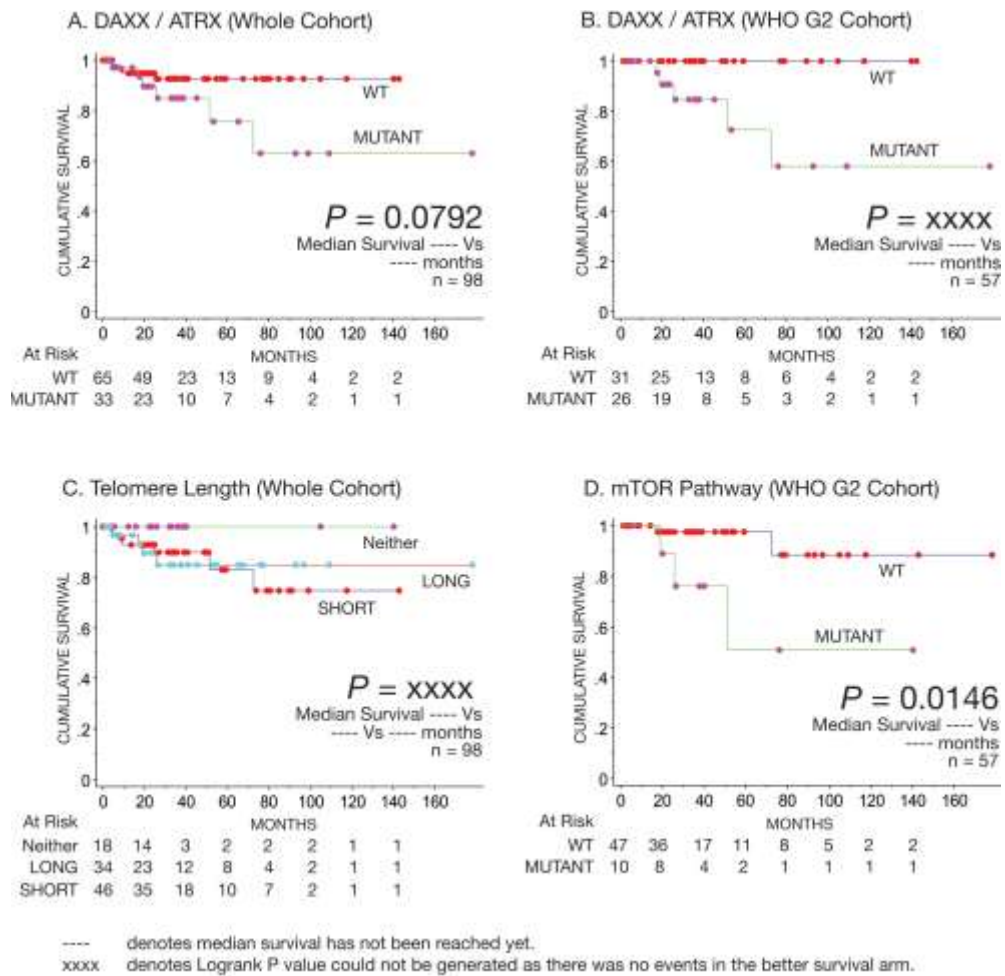 A. DAXX / ATRX (Whole Cohort)
CUMULATIVE SURVIVAL
1
.8
.6
.4
.2
0
WT
MUTANT
P = 0.0792
Median Survival ---- Vs
---- months
n = 98
0 20 40 60 80 100 120 140 160
At Risk MONTHS
WT 65 49 23 13 9 4 2 2
MUTANT 33 23 10 7 4 2 1 1
B. DAXX / ATRX (WHO G2 Cohort)
CUMULATIVE SURVIVAL
1
.8
.6
.4
.2
0
WT
MUTANT
P = xxxx
Median Survival ---- Vs
---- months
n = 57
0 20 40 60 80 100 120 140 160
At Risk MONTHS
WT 31 25 13 8 6 4 2 2
MUTANT 26 19 8 5 3 2 1 1
C. Telomere Length (Whole Cohort)
CUMULATIVE SURVIVAL
1
.8
.6
.4
.2
0
Neither
LONG
SHORT
P = xxxx
Median Survival ---- Vs
---- Vs ---- months
n = 98
0 20 40 60 80 100 120 140 160
At Risk MONTHS
Neither 18 14 3 2 2 2 1 1
LONG 34 23 12 8 4 2 1 1
SHORT 46 35 18 10 7 2 1 1
D. mTOR Pathway (WHO G2 Cohort)
CUMULATIVE SURVIVAL
1
.8
.6
.4
.2
0
WT
MUTANT
P = 0.0146
Median Survival ---- Vs
---- months
n = 57
0 20 40 60 80 100 120 140 160
At Risk MONTHS
WT 47 36 17 11 8 5 2 2
MUTANT 10 8 4 2 1 1 1 1
---- denotes median survival has not been reached yet.
xxxx denotes Logrank P value could not be generated as there was no events in the better survival arm.